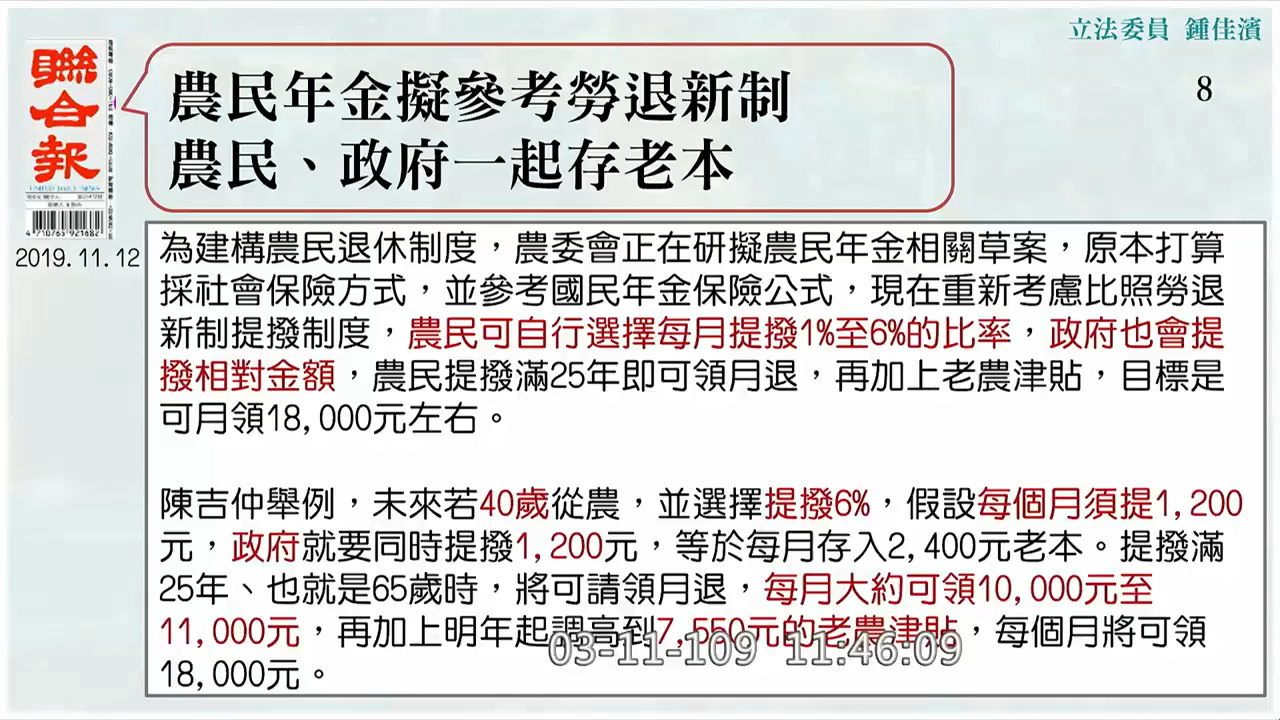 立法委員 鍾佳濱
8
聯合報
UNITED DAILY NEWS
4 710765 921682
2019.11.12
農民年金擬參考勞退新制
農民、政府一起存老本
為建構農民退休制度，農委會正在研擬農民年金相關草案，原本打算
採社會保險方式，並參考國民年金保險公式，現在重新考慮比照勞退
新制提撥制度，農民可自行選擇每月提撥1%至6%的比率，政府也會提
撥相對金額，農民提撥滿25年即可領月退，再加上老農津貼，目標是
可月領18,000元左右。
陳吉仲舉例，未來若40歲從農，並選擇提撥6%，假設每個月須提1,200
元，政府就要同時提撥1,200元，等於每月存入2,400元老本。提撥滿
25年、也就是65歲時，將可請領月退，每月大約可領10,000元至
11,000元，再加上明年起調高到7,550元的老農津貼，每個月將可領
18,000元。
03-11-109 11:46:09